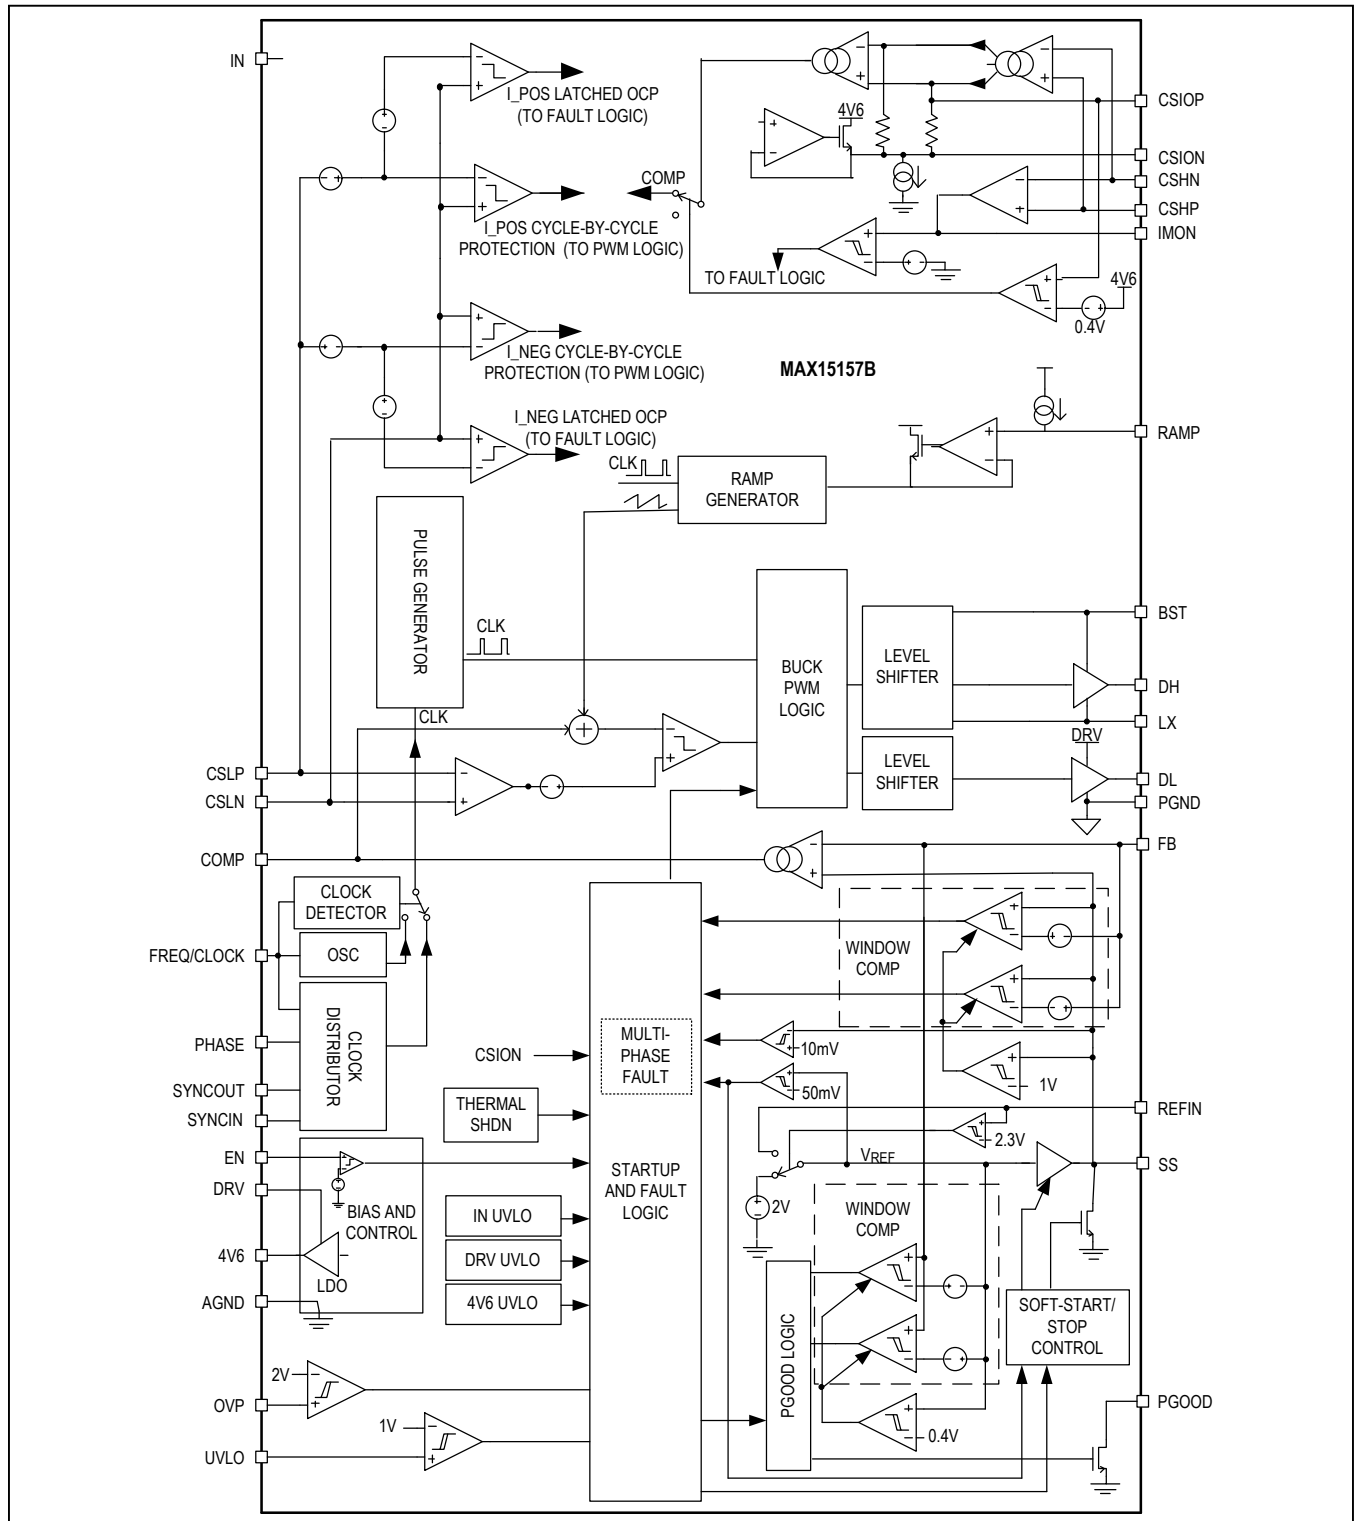 IN
I_POS LATCHED OCP
(TO FAULT LOGIC)
4V6
CSIOP
COMP
CSION
CSHN
CSHP
IMON
I_POS CYCLE-BY-CYCLE
PROTECTION (TO PWM LOGIC)
TO FAULT LOGIC
4V6
0.4V
I_NEG CYCLE-BY-CYCLE
PROTECTION (TO PWM LOGIC)
MAX15157B
I_NEG LATCHED OCP
(TO FAULT LOGIC)
RAMP
CLK
RAMP
GENERATOR
PULSE GENERATOR
CLK
BUCK
PWM
LOGIC
LEVEL
SHIFTER
BST
DH
LX
CLK
DRV
LEVEL
SHIFTER
CSLP
CSLN
DL
PGND
COMP
FB
CLOCK
DETECTOR
FREQ/CLOCK
OSC
WINDOW
COMP
CLOCK
DISTRIBUTOR
PHASE
SYNCOUT
SYNCIN
CSION
MULTI-
PHASE
FAULT
10mV
50mV
1V
THERMAL
SHDN
REFIN
2.3V
EN
DRV
BIAS AND
CONTROL
4V6
LDO
AGND
STARTUP
AND FAULT
LOGIC
VREF
SS
2V
WINDOW
COMP
IN UVLO
DRV UVLO
4V6 UVLO
PGOOD LOGIC
SOFT-START/
STOP
CONTROL
2V
OVP
1V
UVLO
0.4V
PGOOD